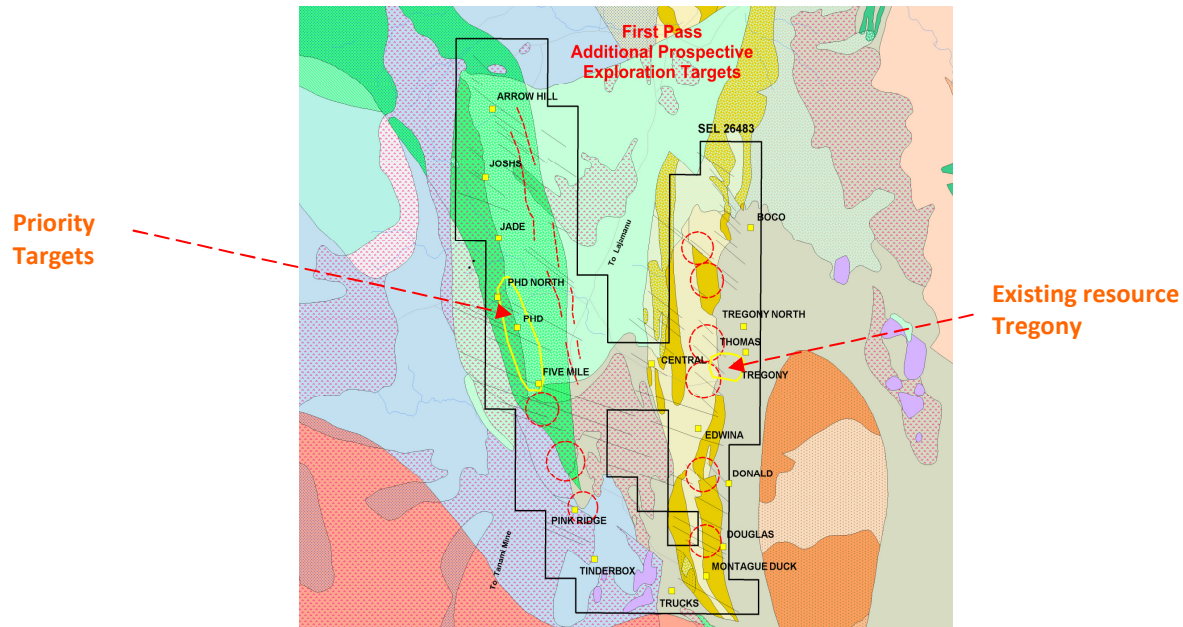 First Pass
Additional Prospective
Exploration Targets
ARROW HILL
SEL 26483
JOSHS
Priority
Targets
JADE
To Lajamanu
BOCO
PHD NORTH
PHD
Existing resource
Tregony
TREGONY NORTH
THOMAS
CENTRAL
TREGONY
FIVE MILE
EDWINA
DONALD
PINK RIDGE
DOUGLAS
To Tanami Mine
TINDERBOX
MONTAGUE DUCK
TRUCKS